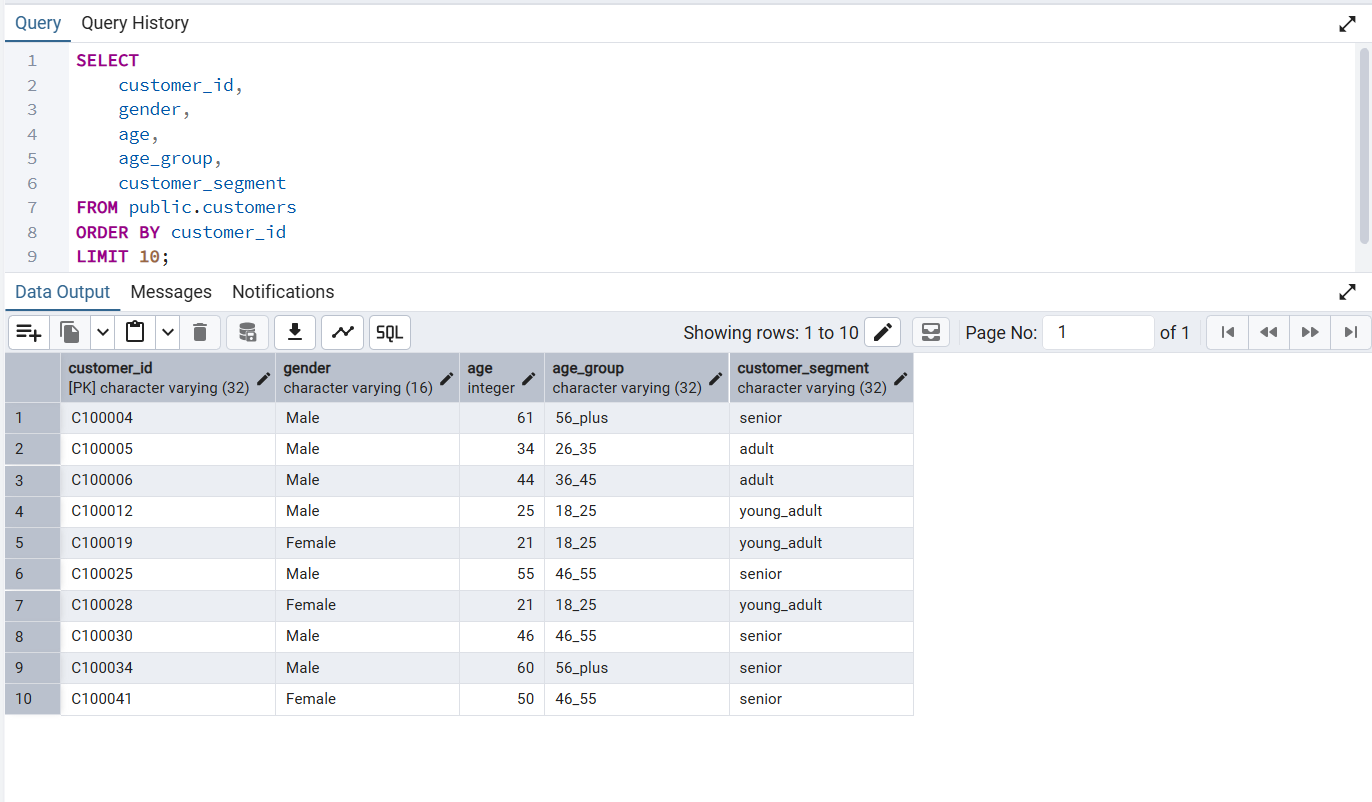 Query Query History
1 SELECT
2 customer_id,
3 gender,
4 age,
5 age_group,
6 customer_segment
7 FROM public.customers
8 ORDER BY customer_id
9 LIMIT 10;
Data Output Messages Notifications
SQL Showing rows: 1 to 10 Page No: 1 of 1
customer_id gender age age_group customer_segment
[PK] character varying (32) character varying (16) integer character varying (32) character varying (32)
1 C100004 Male 61 56_plus senior
2 C100005 Male 34 26_35 adult
3 C100006 Male 44 36_45 adult
4 C100012 Male 25 18_25 young_adult
5 C100019 Female 21 18_25 young_adult
6 C100025 Male 55 46_55 senior
7 C100028 Female 21 18_25 young_adult
8 C100030 Male 46 46_55 senior
9 C100034 Male 60 56_plus senior
10 C100041 Female 50 46_55 senior